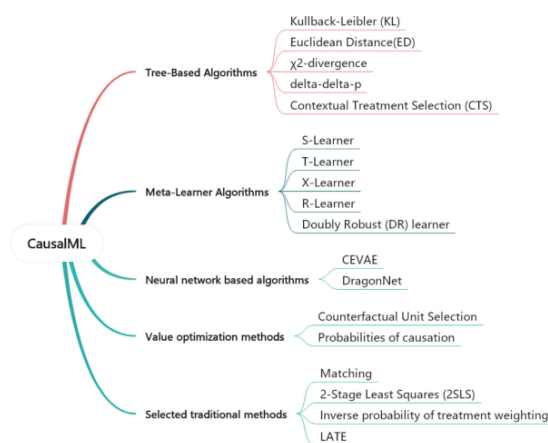 Kullback-Leibler (KL)
Euclidean Distance(ED)
χ2-divergence
delta-delta-p
Contextual Treatment Selection (CTS)
Tree-Based Algorithms
S-Learner
T-Learner
X-Learner
R-Learner
Doubly Robust (DR) learner
Meta-Learner Algorithms
CausalML
CEVAE
DragonNet
Neural network based algorithms
Counterfactual Unit Selection
Probabilities of causation
Value optimization methods
Matching
2-Stage Least Squares (2SLS)
Inverse probability of treatment weighting
LATE
Selected traditional methods